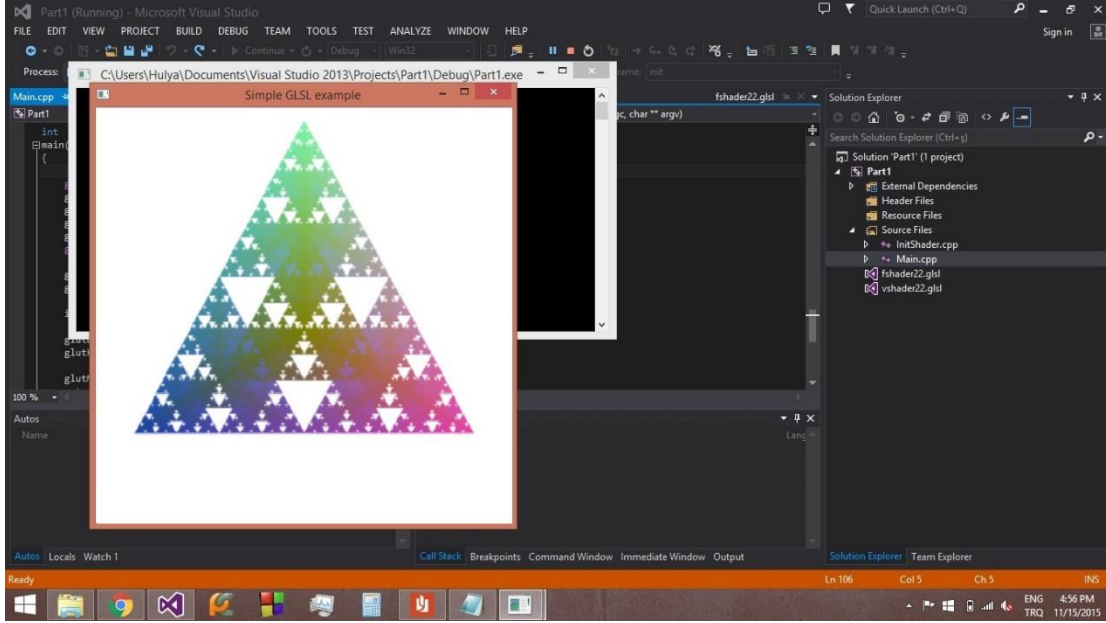 Part1 (Running) - Microsoft Visual Studio
Quick Launch (Ctrl+Q)
FILE EDIT VIEW PROJECT BUILD DEBUG TEAM TOOLS TEST ANALYZE WINDOW HELP
Sign in
Continue Debug Win32
Process:
C:\Users\Hulya\Documents\Visual Studio 2013\Projects\Part1\Debug\Part1.exe
init
Main.cpp
Simple GLSL example
fshader22.glsl
Solution Explorer
Part1
char ** argv)
int
main(
{
Search Solution Explorer (Ctrl+ş)
Solution 'Part1' (1 project)
Part1
External Dependencies
Header Files
Resource Files
Source Files
InitShader.cpp
Main.cpp
fshader22.glsl
vshader22.glsl
100 %
Autos
Name
Lang
Autos Locals Watch 1
Call Stack Breakpoints Command Window Immediate Window Output
Solution Explorer Team Explorer
Ready
Ln 106 Col 5 Ch 5 INS
ENG 4:56 PM
TRQ 11/15/2015